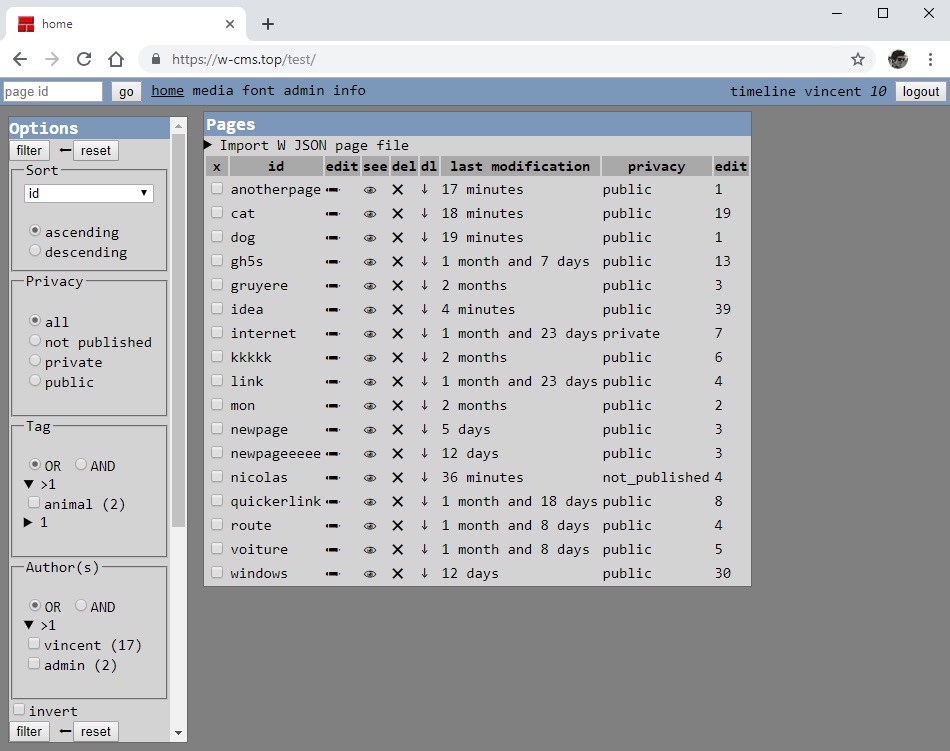 home
https://w-cms.top/test/
page id go home media font admin info timeline vincent 10 logout
Options
filter reset
Sort
id
ascending
descending
Privacy
all
not published
private
public
Tag
OR AND
>1
animal (2)
1
Author(s)
OR AND
>1
vincent (17)
admin (2)
invert
filter reset
Pages
Import W JSON page file
x id edit see del dl last modification privacy edit
anotherpage 17 minutes public 1
cat 18 minutes public 19
dog 19 minutes public 1
gh5s 1 month and 7 days public 13
gruyere 2 months public 3
idea 4 minutes public 39
internet 1 month and 23 days private 7
kkkkk 2 months public 6
link 1 month and 23 days public 4
mon 2 months public 2
newpage 5 days public 3
newpageeeee 12 days public 3
nicolas 36 minutes not_published 4
quickerlink 1 month and 18 days public 8
route 1 month and 8 days public 4
voiture 1 month and 8 days public 5
windows 12 days public 30